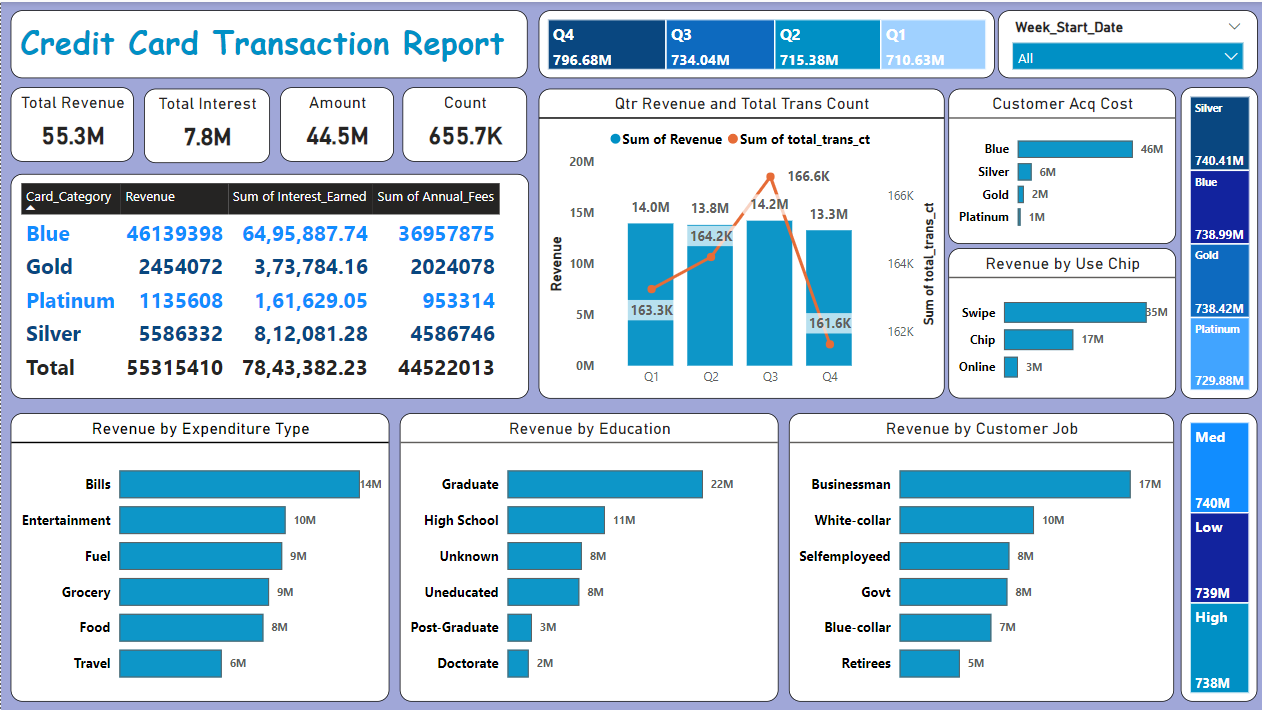 Credit Card Transaction Report
Q4
796.68M
Q3
734.04M
Q2
715.38M
Q1
710.63M
Week_Start_Date
All
Total Revenue
55.3M
Total Interest
7.8M
Amount
44.5M
Count
655.7K
Card_Category Revenue Sum of Interest_Earned Sum of Annual_Fees
Blue 46139398 64,95,887.74 36957875
Gold 2454072 3,73,784.16 2024078
Platinum 1135608 1,61,629.05 953314
Silver 5586332 8,12,081.28 4586746
Total 55315410 78,43,382.23 44522013
Qtr Revenue and Total Trans Count
Sum of Revenue Sum of total_trans_ct
Revenue
20M
15M
10M
5M
0M
14.0M
13.8M
14.2M
13.3M
163.3K
164.2K
166.6K
161.6K
Q1 Q2 Q3 Q4
166K
164K
162K
Sum of total_trans_ct
Customer Acq Cost
Blue 46M
Silver 6M
Gold 2M
Platinum 1M
Revenue by Use Chip
Swipe 35M
Chip 17M
Online 3M
Silver
740.41M
Blue
738.99M
Gold
738.42M
Platinum
729.88M
Revenue by Expenditure Type
Bills 14M
Entertainment 10M
Fuel 9M
Grocery 9M
Food 8M
Travel 6M
Revenue by Education
Graduate 22M
High School 11M
Unknown 8M
Uneducated 8M
Post-Graduate 3M
Doctorate 2M
Revenue by Customer Job
Businessman 17M
White-collar 10M
Selfemployeed 8M
Govt 8M
Blue-collar 7M
Retirees 5M
Med
740M
Low
739M
High
738M